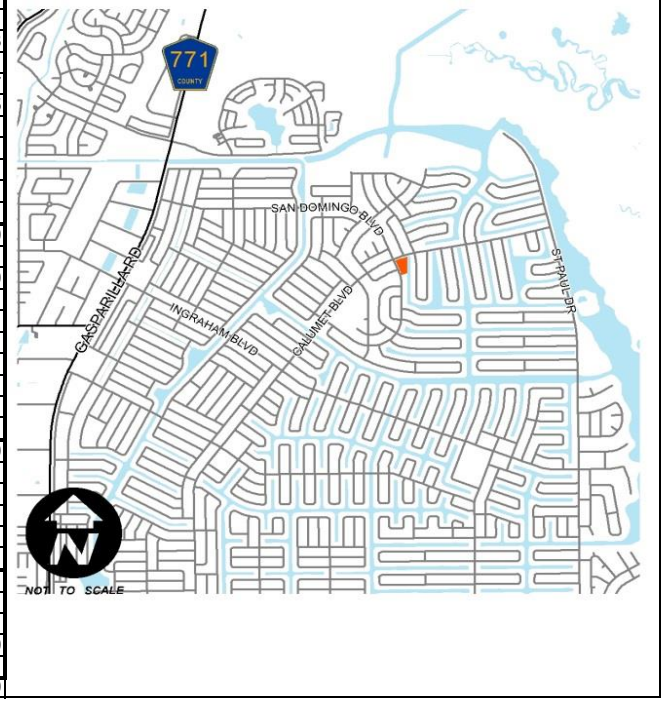 771
COUNTY
SAN DOMINGO BLVD
GASPARILLA RD
ST PAUL DR
INGRAHAM BLVD
CALUMET BLVD
N
NOT TO SCALE